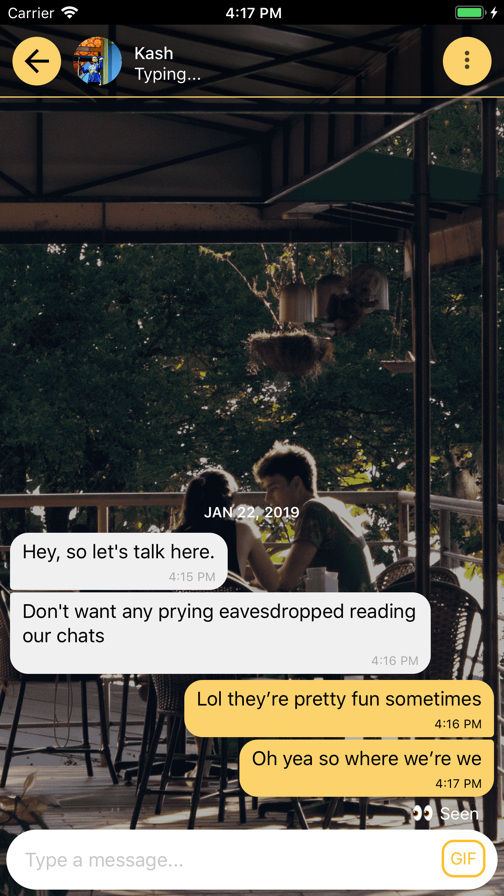 Carrier 4:17 PM
Kash
Typing...
JAN 22, 2019
Hey, so let's talk here.
4:15 PM
Don't want any prying eavesdropped reading
our chats
4:16 PM
Lol they’re pretty fun sometimes
4:16 PM
Oh yea so where we’re we
4:17 PM
👀 Seen
Type a message... GIF